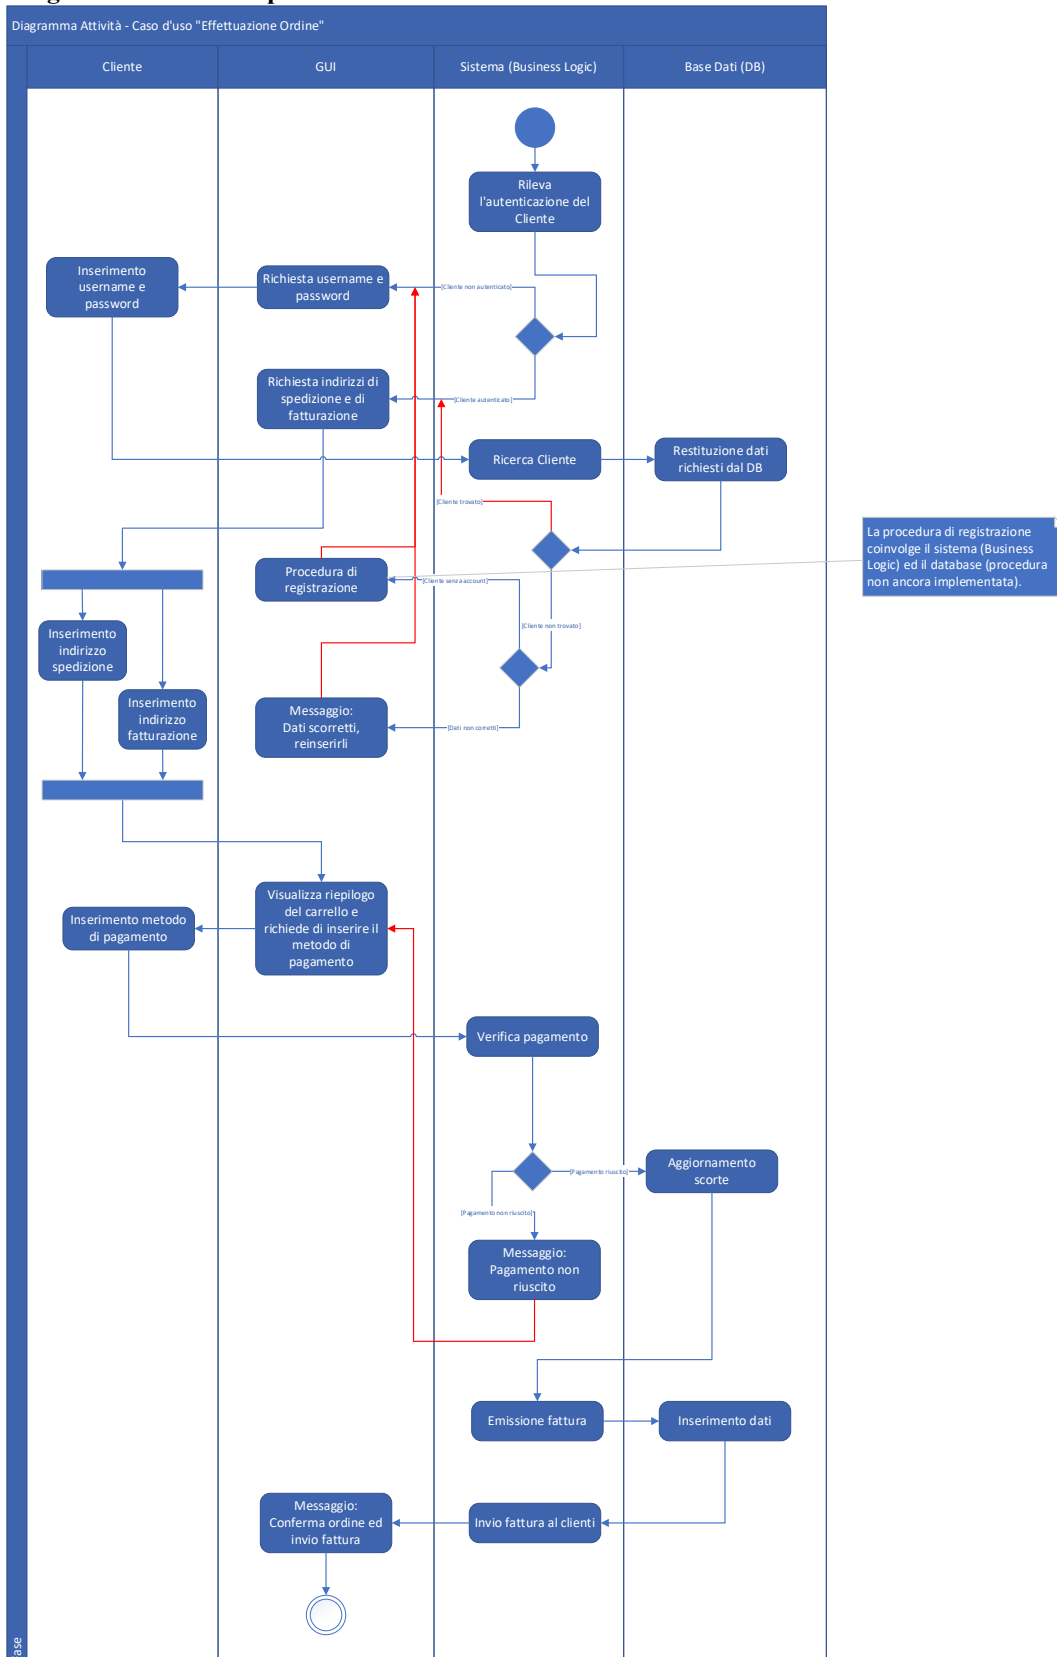 Diagramma Attività - Caso d'uso "Effettuazione Ordine"
Cliente
GUI
Sistema (Business Logic)
Base Dati (DB)
Rileva
l'autenticazione del
Cliente
Inserimento
username e
password
Richiesta username e
password
[Cliente non autenticato]
Richiesta indirizzi di
spedizione e di
fatturazione
[Cliente autenticato]
Ricerca Cliente
Restituzione dati
richiesti dal DB
[Cliente trovato]
La procedura di registrazione
coinvolge il sistema (Business
Logic) ed il database (procedura
non ancora implementata).
Procedura di
registrazione
[Cliente senza account]
Inserimento
indirizzo
spedizione
[Cliente non trovato]
Inserimento
indirizzo
fatturazione
Messaggio:
Dati scorretti,
reinserirli
[Dati non corretti]
Visualizza riepilogo
del carrello e
richiede di inserire il
metodo di
pagamento
Inserimento metodo
di pagamento
Verifica pagamento
[Pagamento riuscito]
Aggiornamento
scorte
[Pagamento non riuscito]
Messaggio:
Pagamento non
riuscito
Emissione fattura
Inserimento dati
Messaggio:
Conferma ordine ed
invio fattura
Invio fattura al clienti